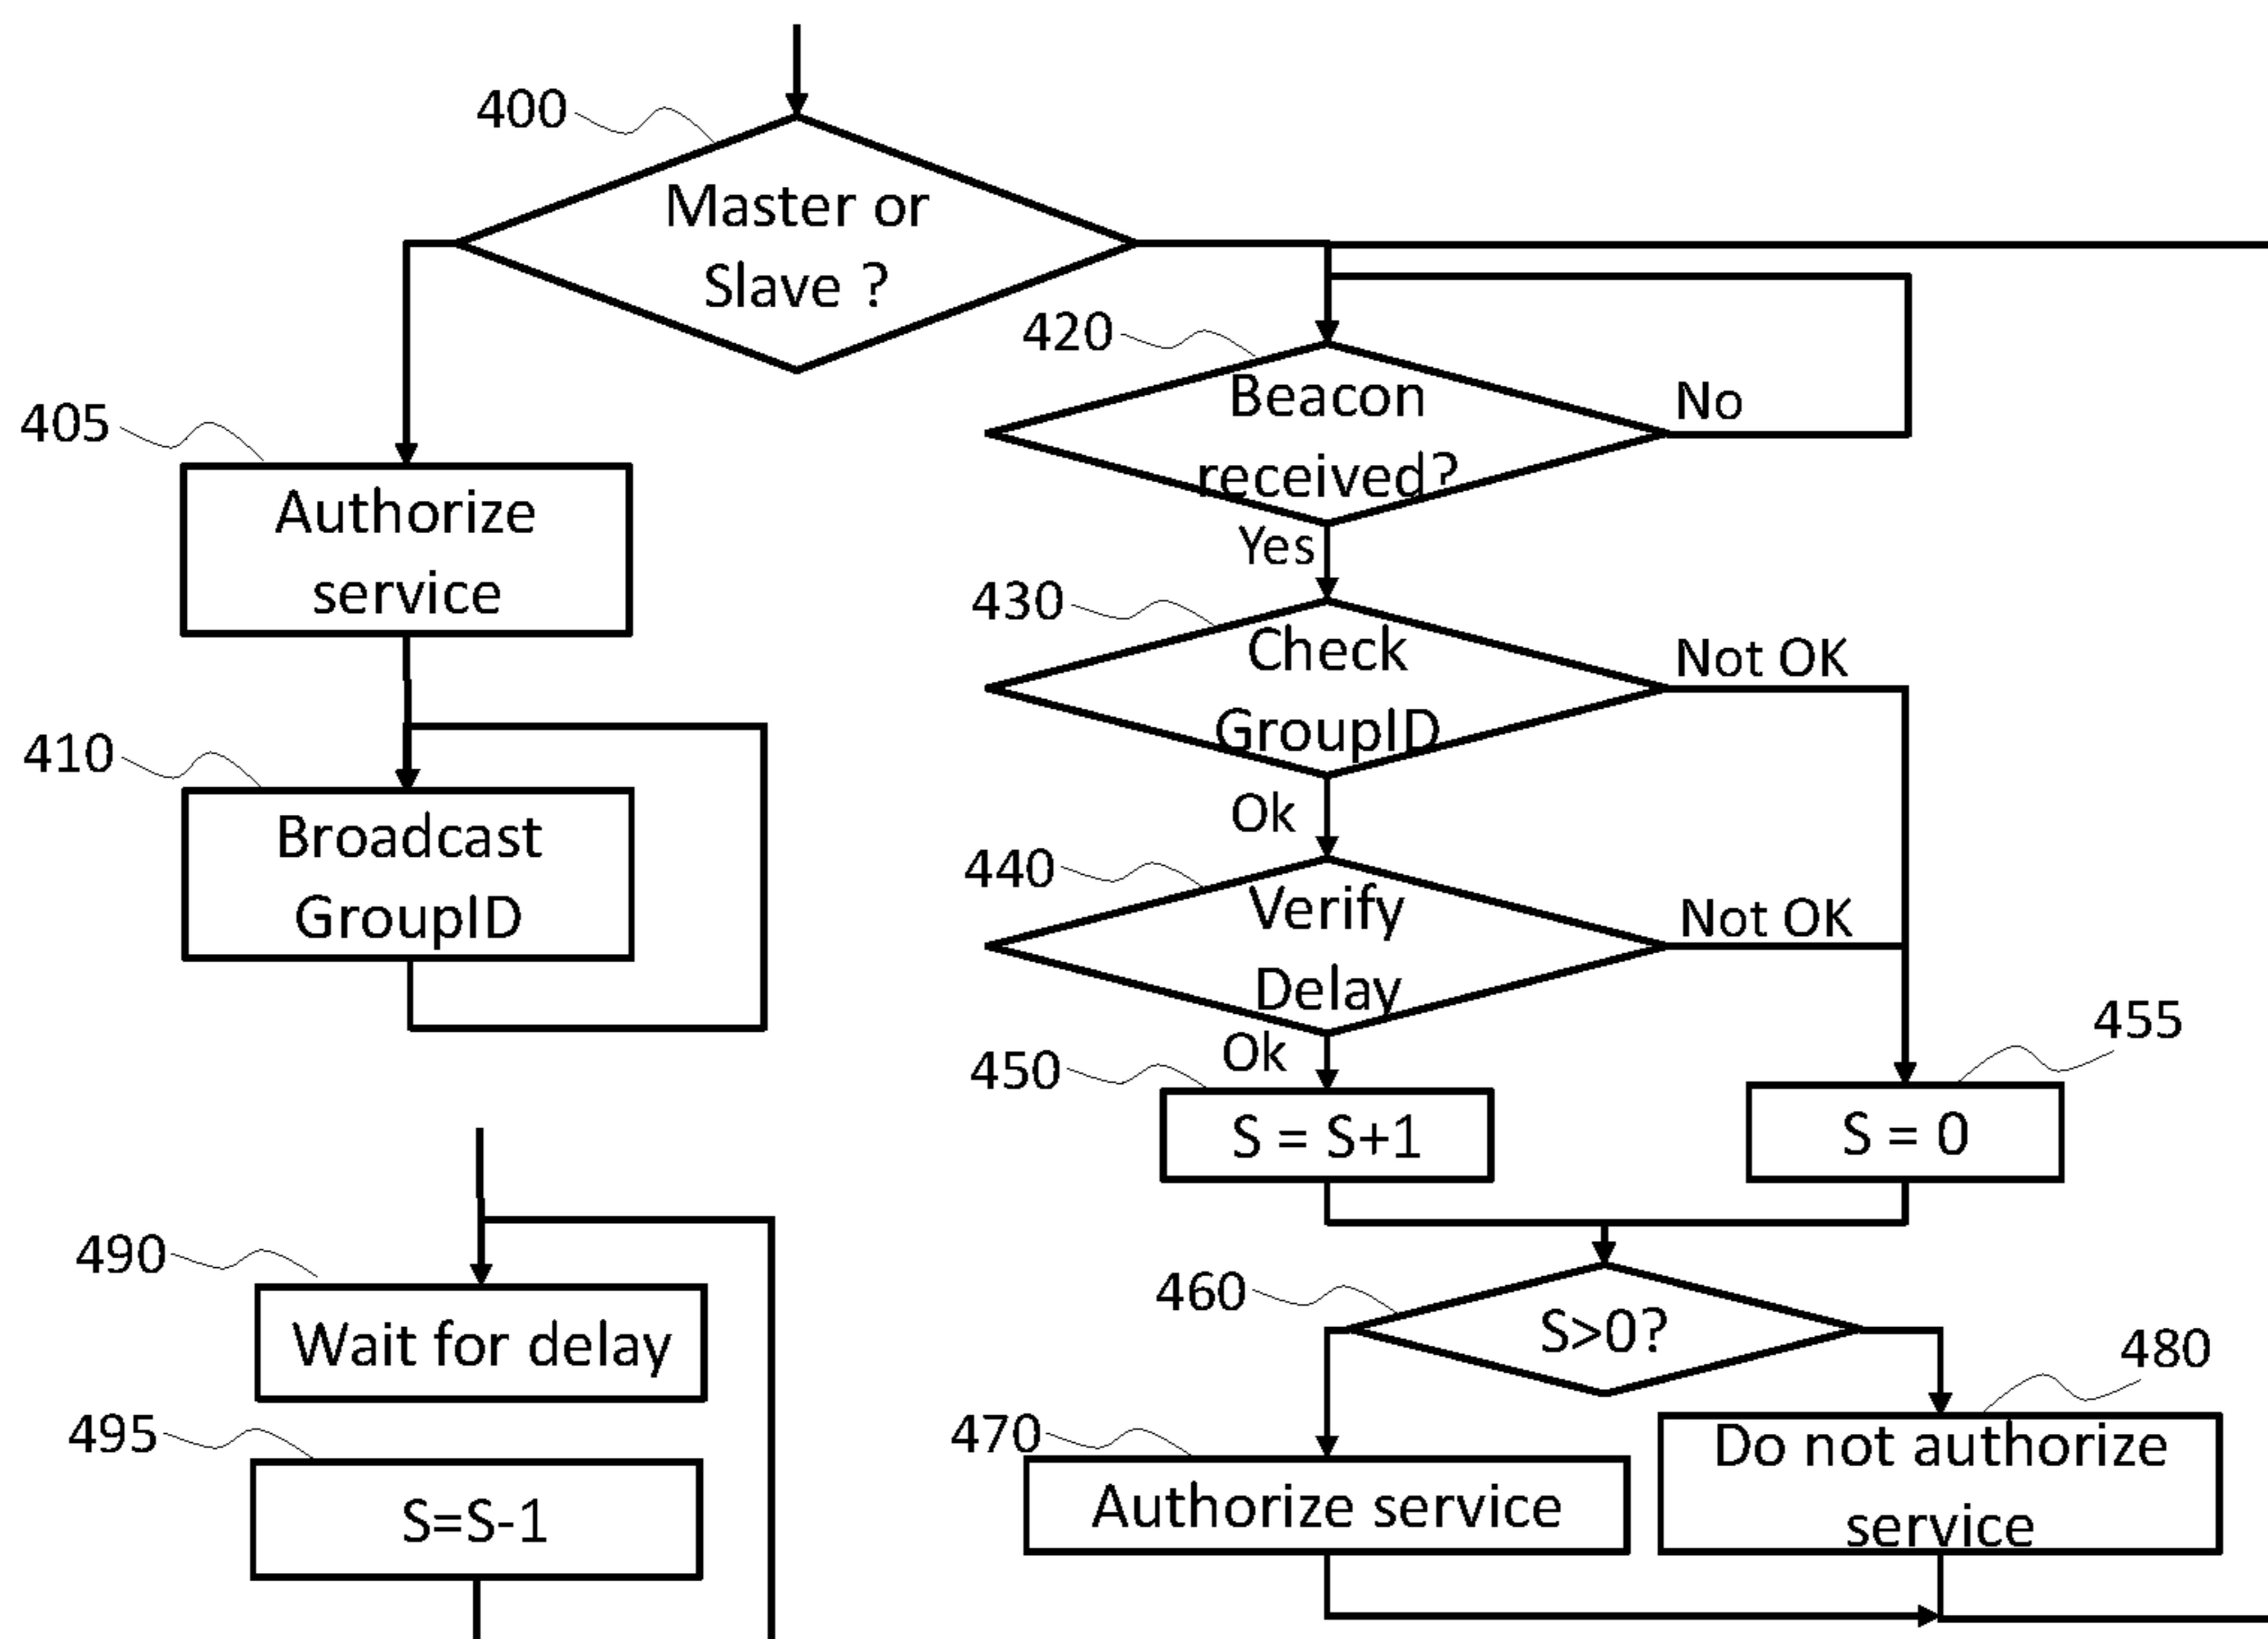 400
Master or
Slave ?
405
Authorize
service
410
Broadcast
GroupID
420
Beacon
received?
No
Yes
430
Check
GroupID
Not OK
Ok
440
Verify
Delay
Not OK
Ok
450
S = S+1
455
S = 0
460
S>0?
470
Authorize service
480
Do not authorize
service
490
Wait for delay
495
S=S-1